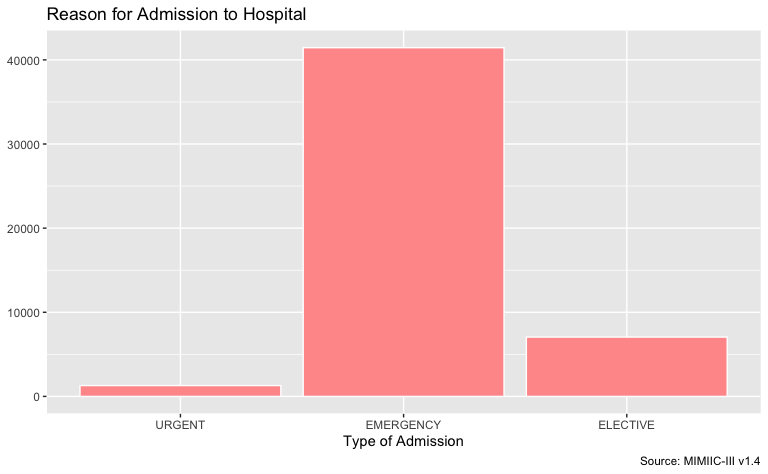 Reason for Admission to Hospital
40000
30000
20000
10000
0
URGENT EMERGENCY ELECTIVE
Type of Admission
Source: MIMIIC-III v1.4